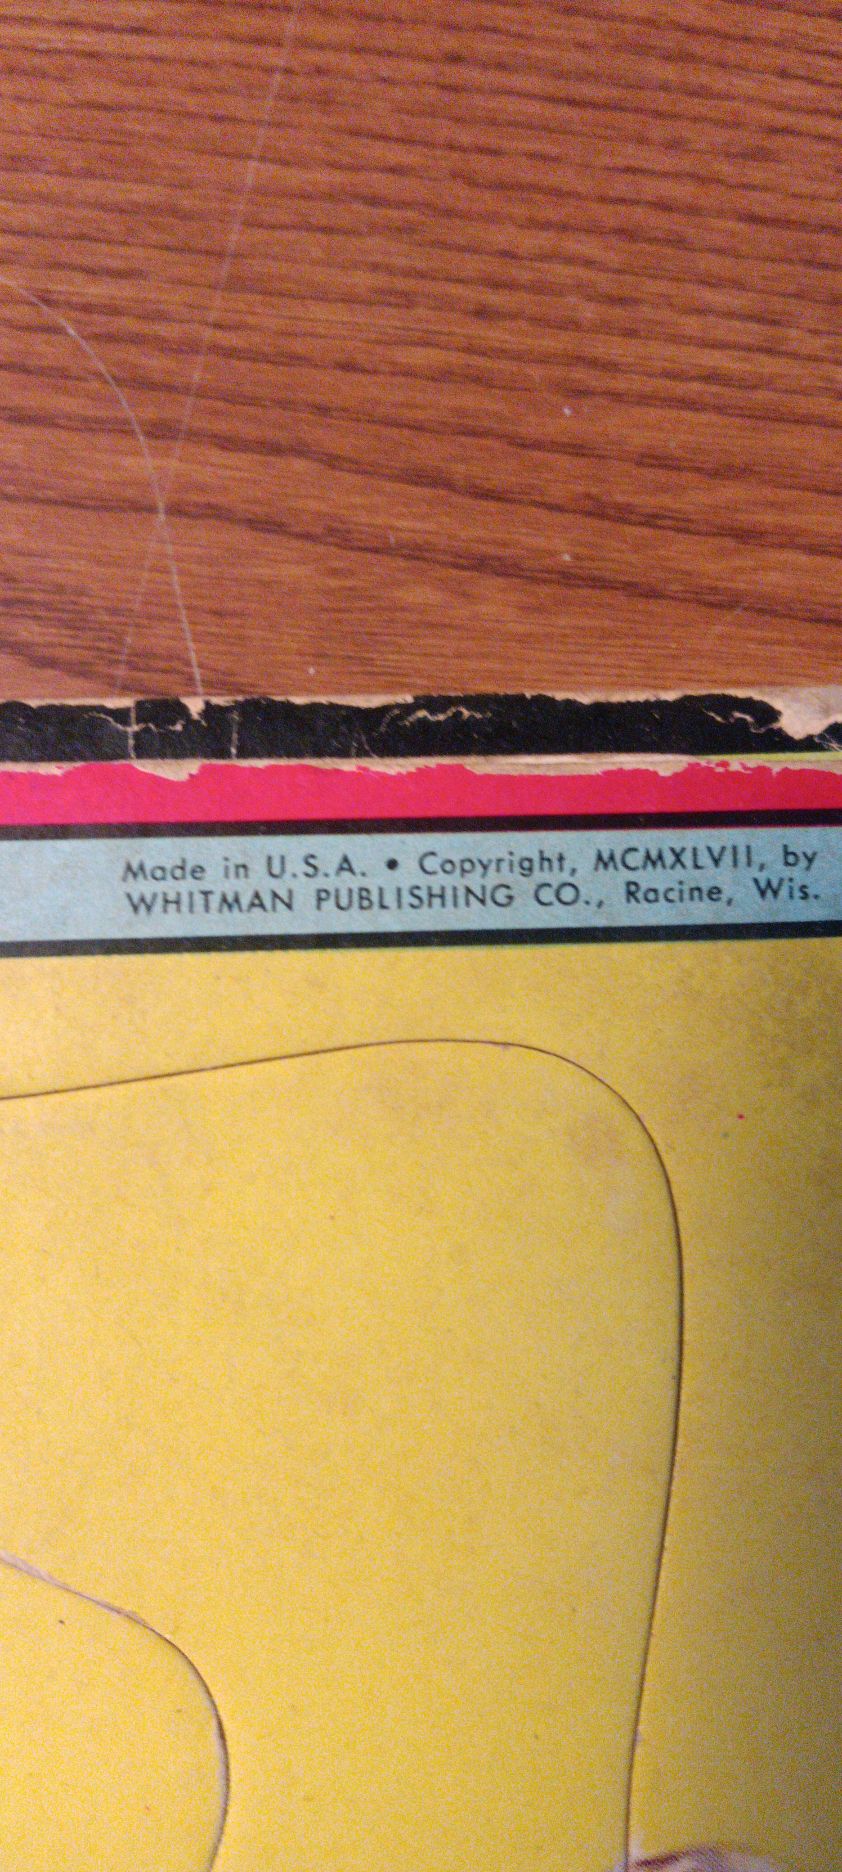 Made in U.S.A. • Copyright, MCMXLVII, by
WHITMAN PUBLISHING CO., Racine, Wis.